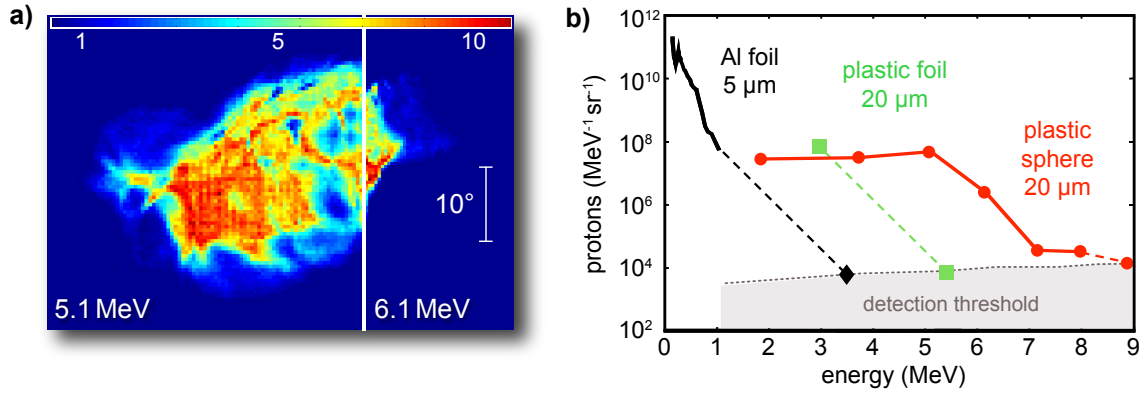 a)
1 5 10
10°
5.1 MeV 6.1 MeV
b)
protons (MeV⁻¹ sr⁻¹)
10¹²
10¹⁰
10⁸
10⁶
10⁴
10²
Al foil
5 µm
plastic foil
20 µm
plastic
sphere
20 µm
detection threshold
0 1 2 3 4 5 6 7 8 9
energy (MeV)